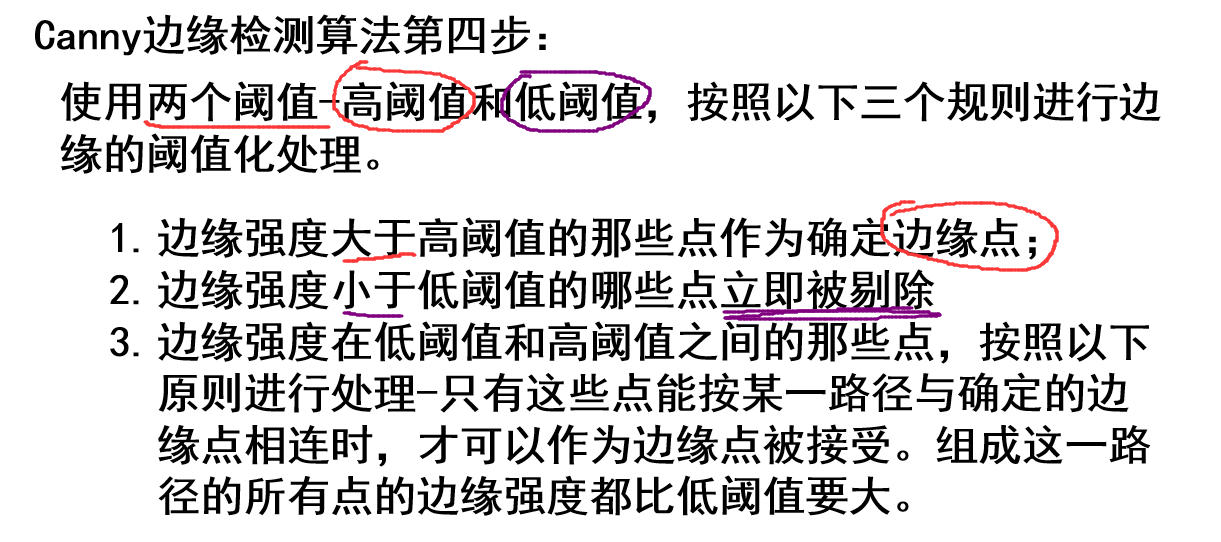 Canny边缘检测算法第四步：
使用两个阈值-高阈值和低阈值，按照以下三个规则进行边
缘的阈值化处理。
1. 边缘强度大于高阈值的那些点作为确定边缘点；
2. 边缘强度小于低阈值的哪些点立即被剔除
3. 边缘强度在低阈值和高阈值之间的那些点，按照以下
原则进行处理-只有这些点能按某一路径与确定的边
缘点相连时，才可以作为边缘点被接受。组成这一路
径的所有点的边缘强度都比低阈值要大。